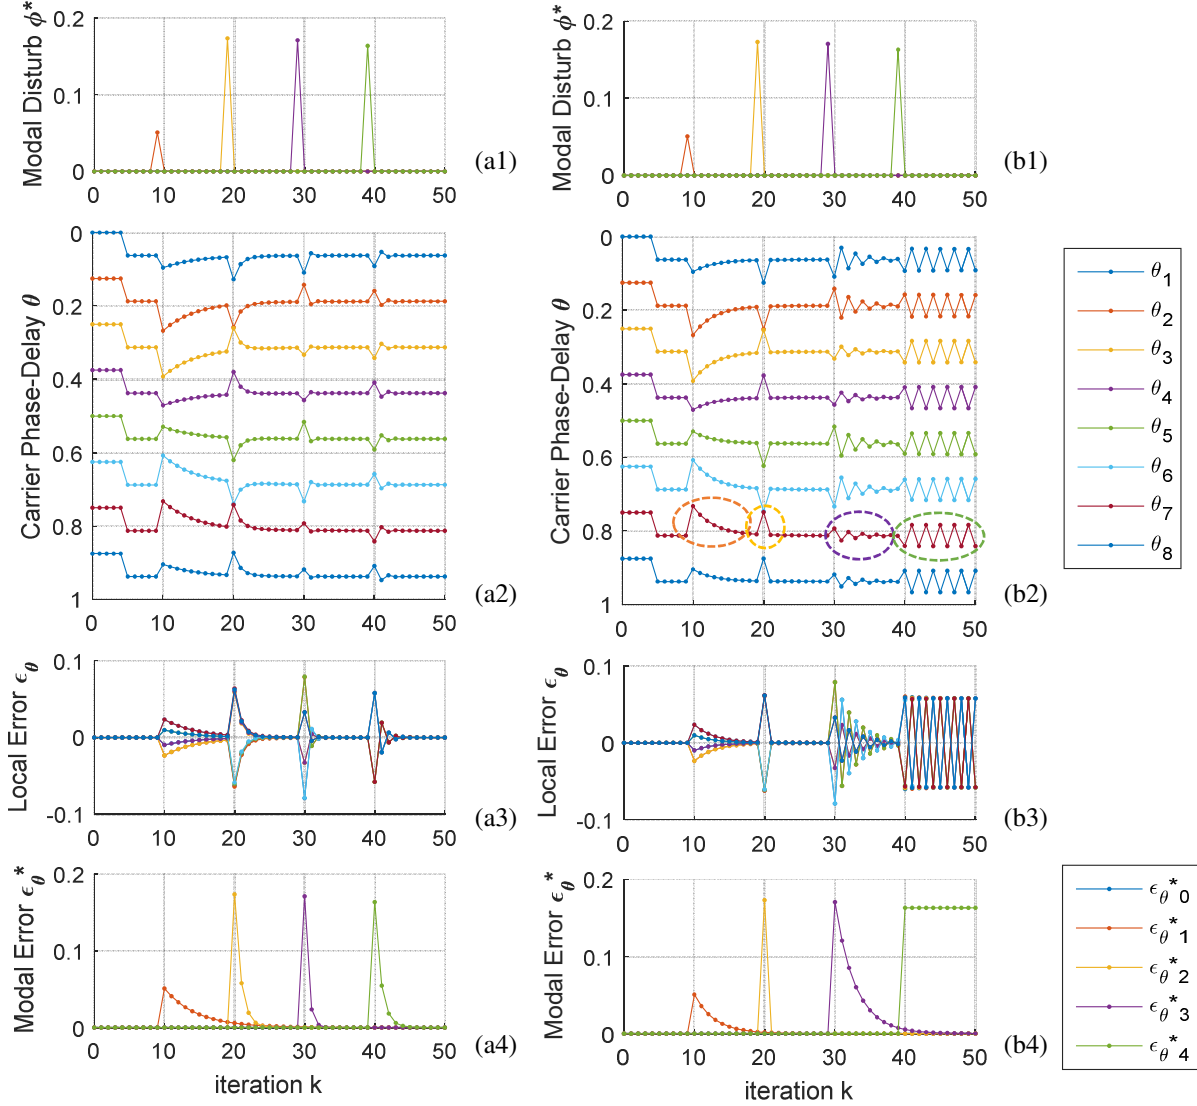 0.2
0.1
0
Modal Disturb ϕ*
0 10 20 30 40 50
(a1)
0.2
0.1
0
Modal Disturb ϕ*
0 10 20 30 40 50
(b1)
0
0.2
0.4
0.6
0.8
1
Carrier Phase-Delay θ
0 10 20 30 40 50
(a2)
0
0.2
0.4
0.6
0.8
1
Carrier Phase-Delay θ
0 10 20 30 40 50
(b2)
θ1
θ2
θ3
θ4
θ5
θ6
θ7
θ8
0.1
0
-0.1
Local Error ϵθ
0 10 20 30 40 50
(a3)
0.1
0
-0.1
Local Error ϵθ
0 10 20 30 40 50
(b3)
0.2
0.1
0
Modal Error ϵθ*
0 10 20 30 40 50
iteration k
(a4)
0.2
0.1
0
Modal Error ϵθ*
0 10 20 30 40 50
iteration k
(b4)
ϵθ*0
ϵθ*1
ϵθ*2
ϵθ*3
ϵθ*4